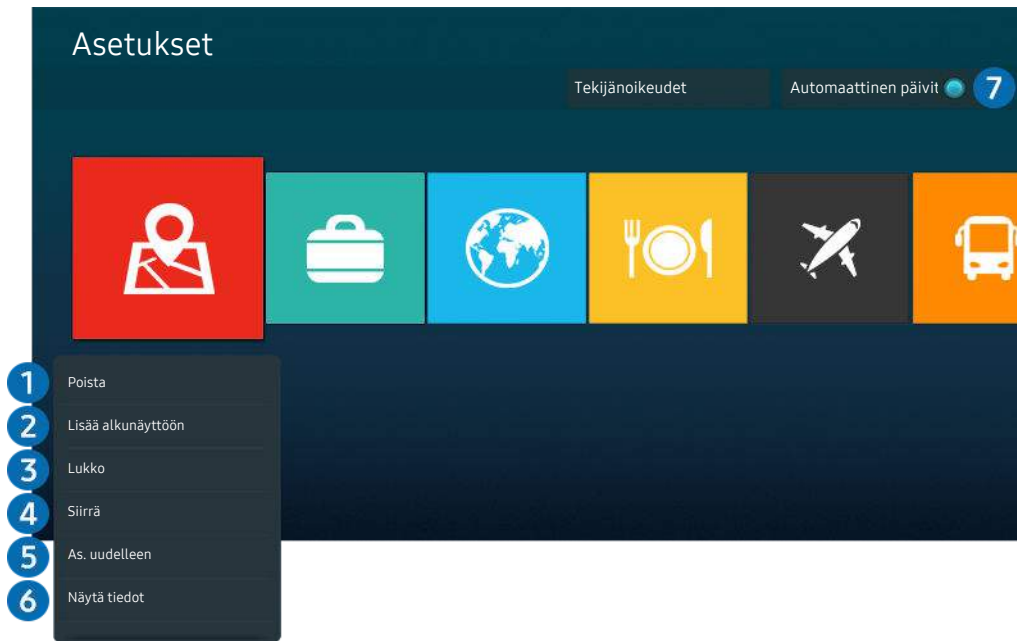 Asetukset
Tekijänoikeudet
Automaattinen päivit
7
1 Poista
2 Lisää alkunäyttöön
3 Lukko
4 Siirrä
5 As. uudelleen
6 Näytä tiedot